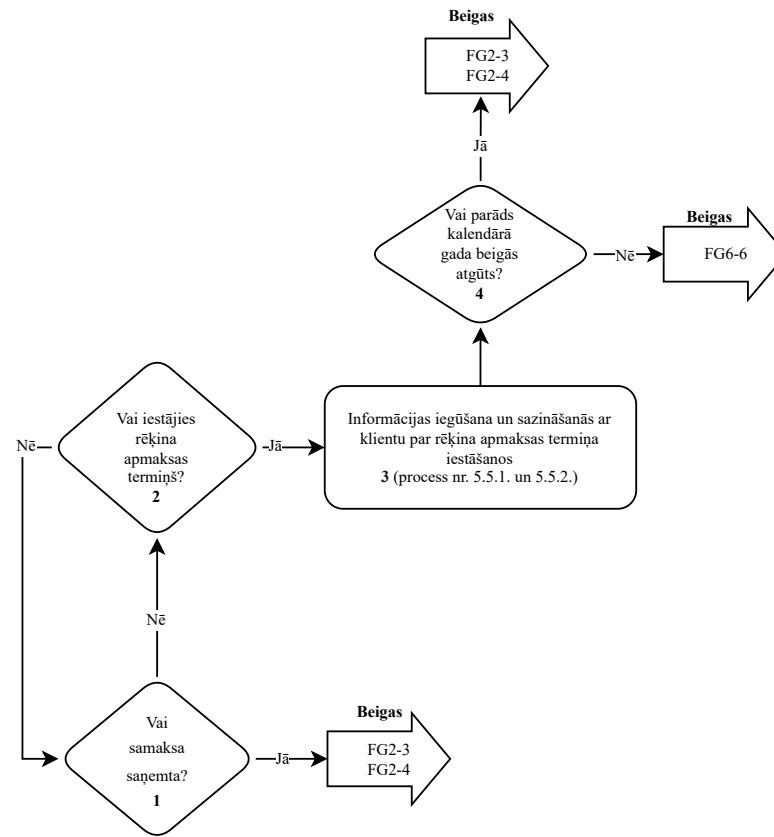 Beigas
FG2-3
FG2-4
Jā
Vai parāds
kalendārā
gada beigās
atgūts?
4
Nē
Beigas
FG6-6
Nē
Vai iestājies
rēķina
apmaksas
termiņš?
2
Jā
Informācijas iegūšana un sazināšanās ar
klientu par rēķina apmaksas termiņa
iestāšanos
3 (process nr. 5.5.1. un 5.5.2.)
Nē
Vai
samaksa
saņemta?
1
Jā
Beigas
FG2-3
FG2-4